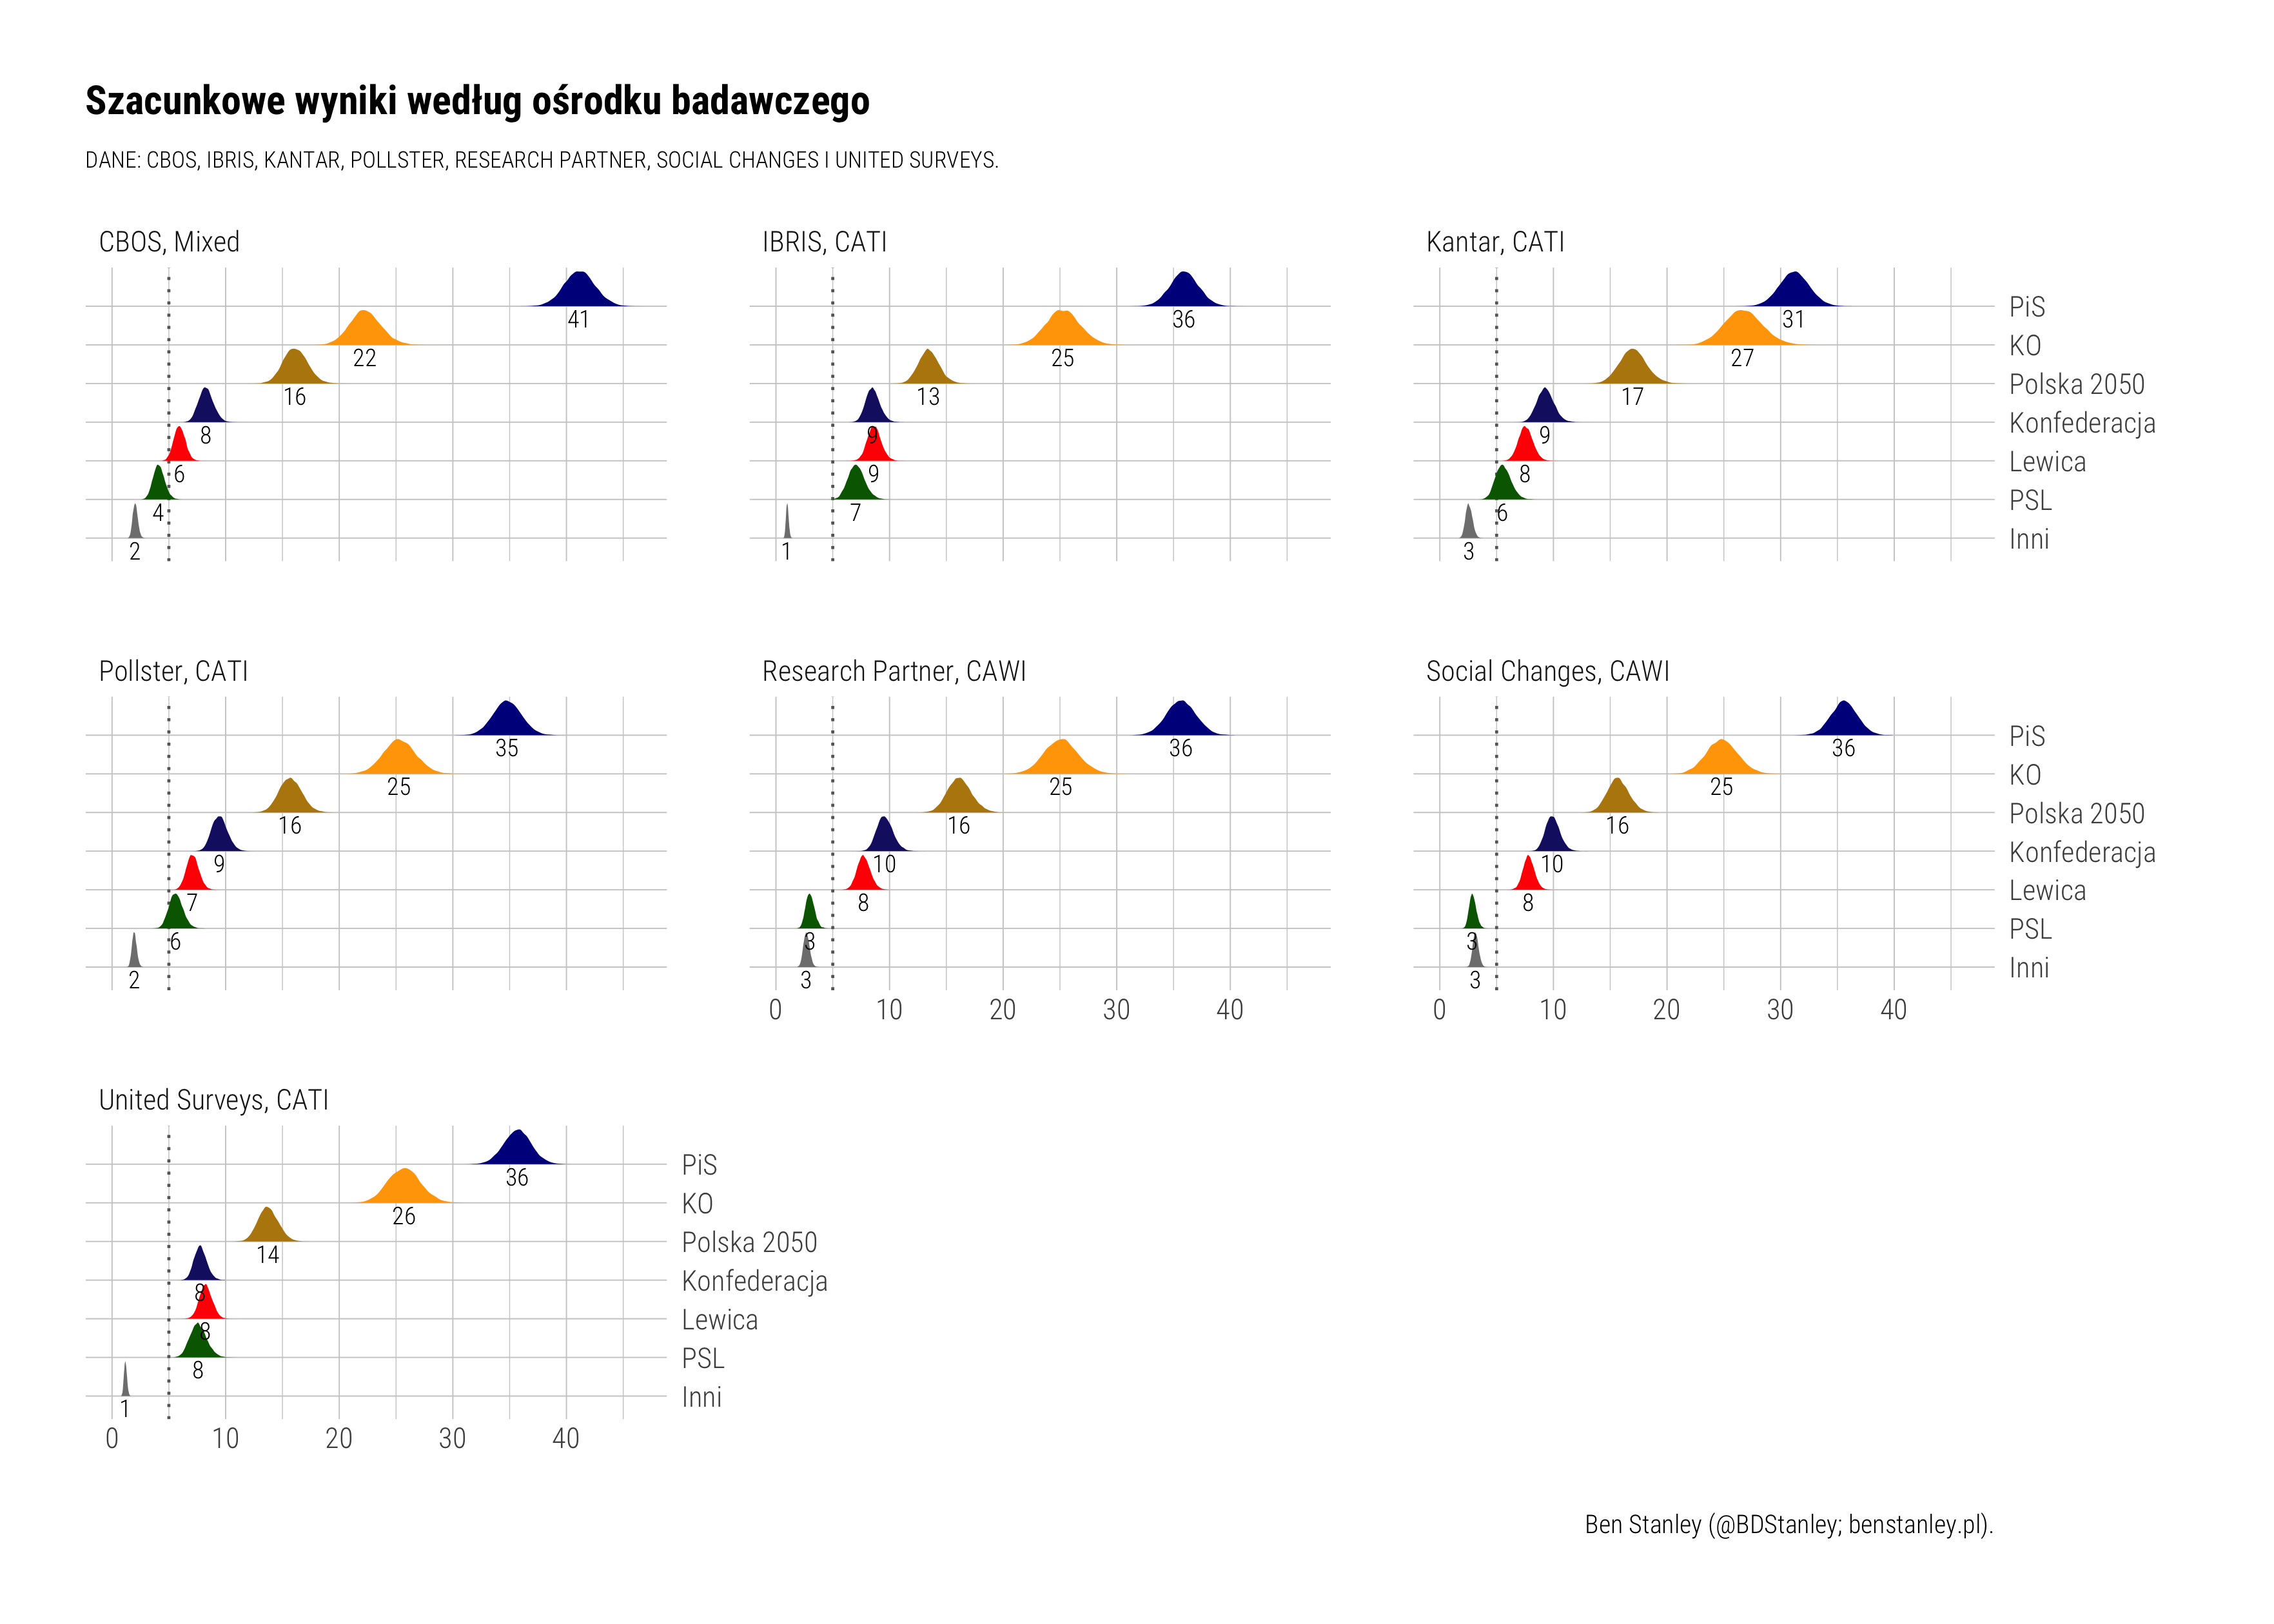 Szacunkowe wyniki według ośrodku badawczego
DANE: CBOS, IBRIS, KANTAR, POLLSTER, RESEARCH PARTNER, SOCIAL CHANGES I UNITED SURVEYS.
CBOS, Mixed
41
22
16
8
6
4
2
IBRIS, CATI
36
25
13
9
9
7
1
Kantar, CATI
31
27
17
9
8
6
3
PiS
KO
Polska 2050
Konfederacja
Lewica
PSL
Inni
Pollster, CATI
35
25
16
9
7
6
2
Research Partner, CAWI
36
25
16
10
8
3
3
0 10 20 30 40
Social Changes, CAWI
36
25
16
10
8
3
3
PiS
KO
Polska 2050
Konfederacja
Lewica
PSL
Inni
0 10 20 30 40
United Surveys, CATI
36
26
14
8
8
8
1
PiS
KO
Polska 2050
Konfederacja
Lewica
PSL
Inni
0 10 20 30 40
Ben Stanley (@BDStanley; benstanley.pl).